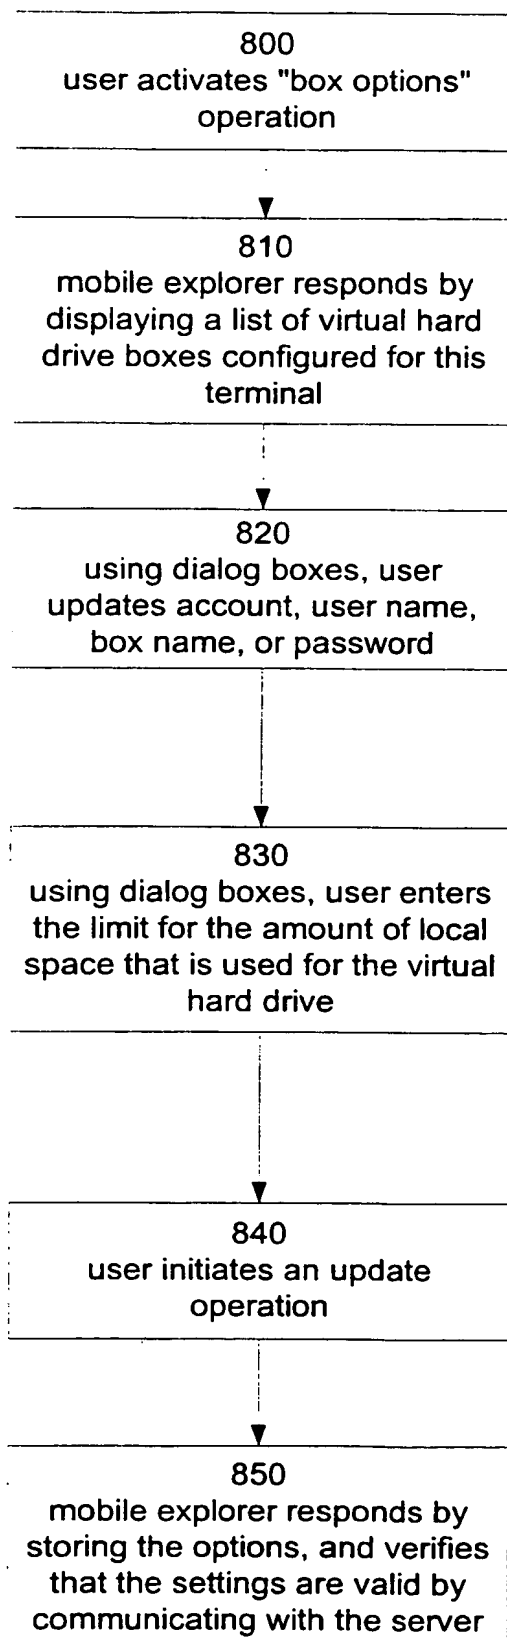 800
user activates "box options"
operation
810
mobile explorer responds by
displaying a list of virtual hard
drive boxes configured for this
terminal
820
using dialog boxes, user
updates account, user name,
box name, or password
830
using dialog boxes, user enters
the limit for the amount of local
space that is used for the virtual
hard drive
840
user initiates an update
operation
850
mobile explorer responds by
storing the options, and verifies
that the settings are valid by
communicating with the server